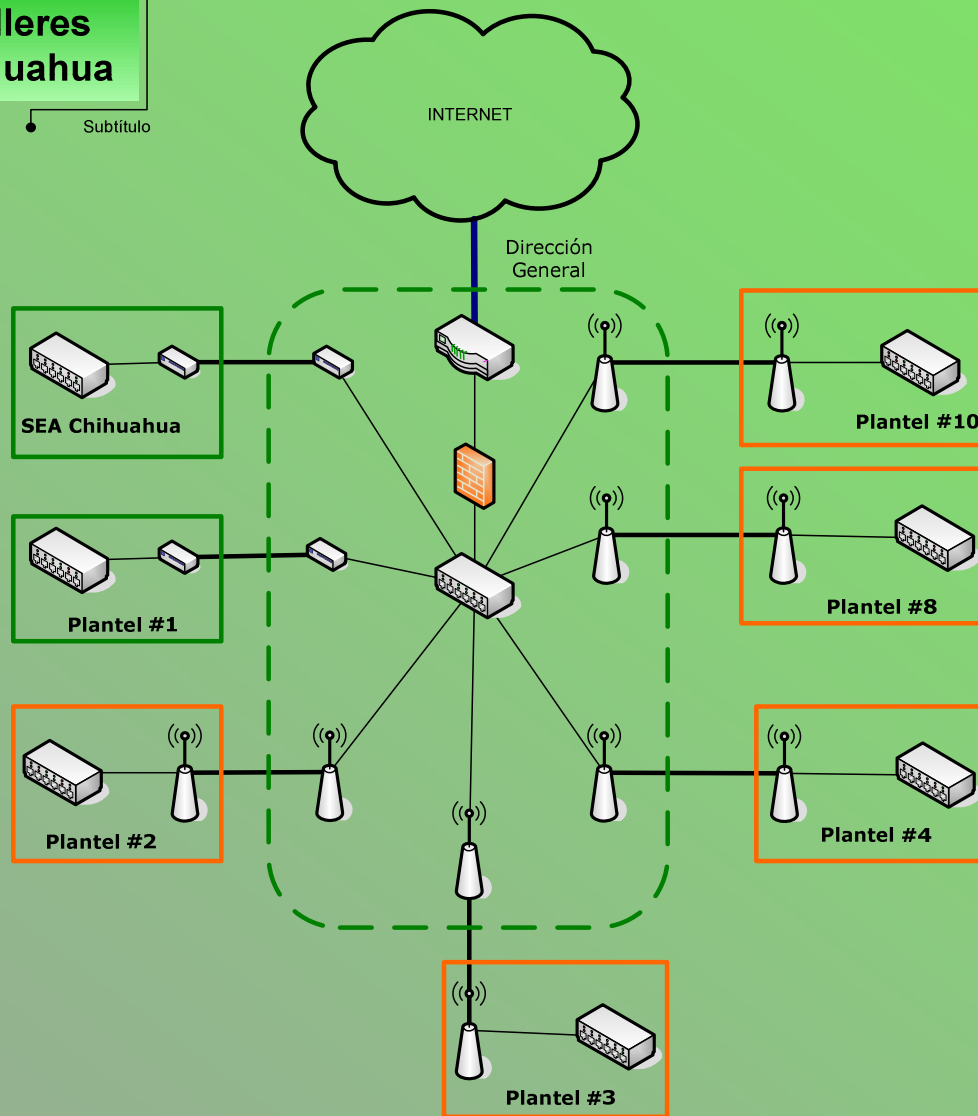 lleres
uahua
Subtítulo
INTERNET
Dirección
General
SEA Chihuahua
Plantel #10
Plantel #1
Plantel #8
Plantel #2
Plantel #4
Plantel #3